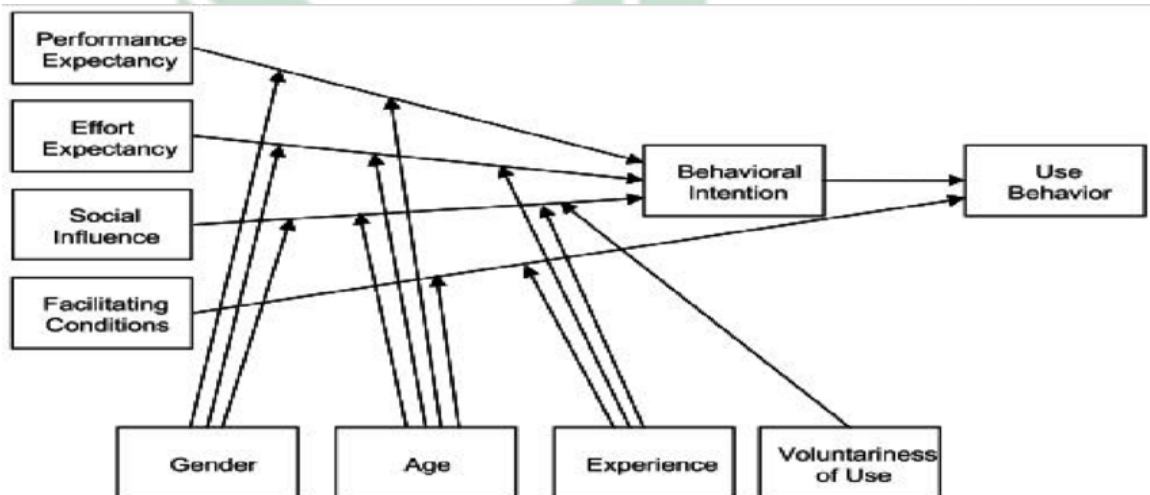 Performance
Expectancy
Effort
Expectancy
Social
Influence
Facilitating
Conditions
Behavioral
Intention
Use
Behavior
Gender
Age
Experience
Voluntariness
of Use